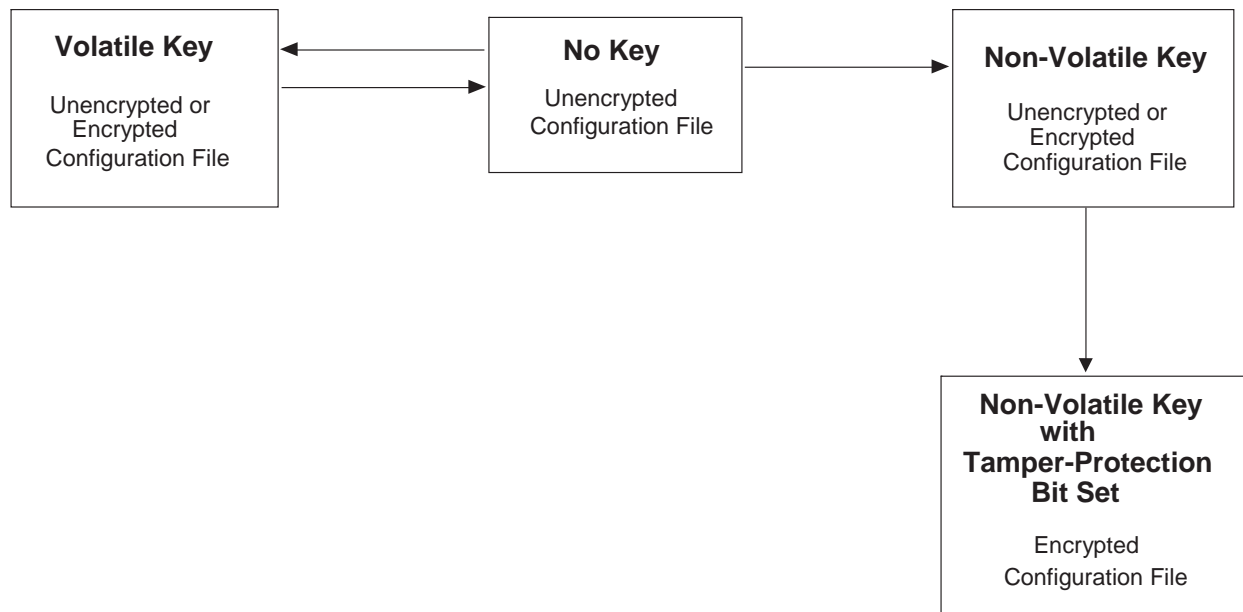 Volatile Key
Unencrypted or
Encrypted
Configuration File
No Key
Unencrypted
Configuration File
Non-Volatile Key
Unencrypted or
Encrypted
Configuration File
Non-Volatile Key
with
Tamper-Protection
Bit Set
Encrypted
Configuration File